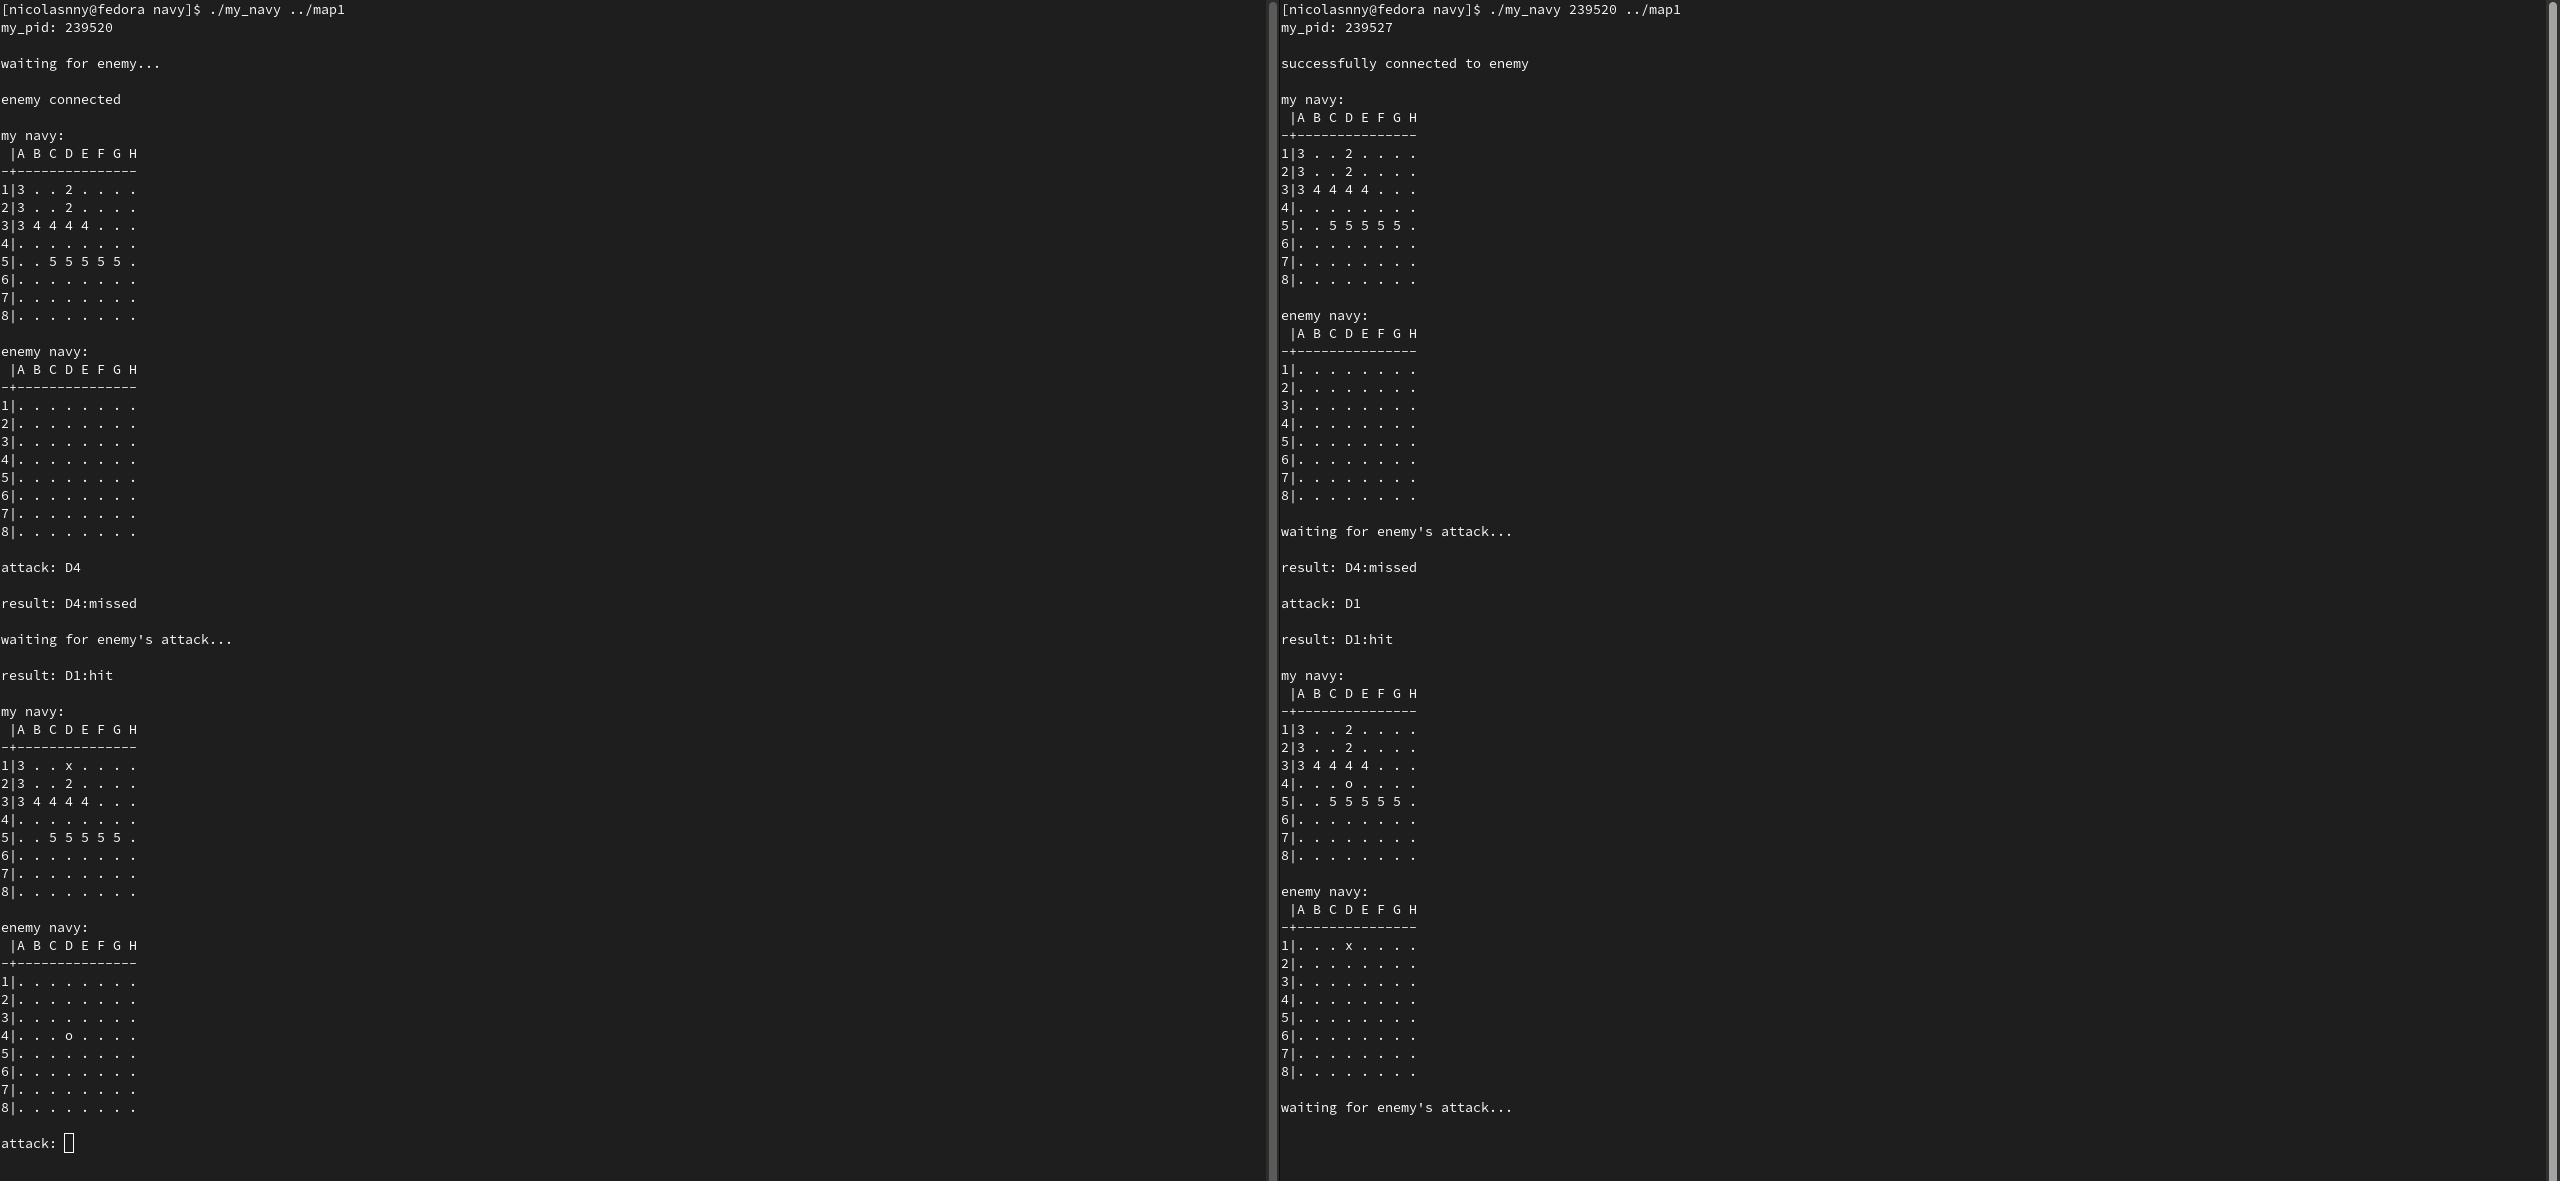 [nicolasnny@fedora navy]$ ./my_navy ../map1
my_pid: 239520
waiting for enemy...
enemy connected
my navy:
 |A B C D E F G H
-+---------------
1|3 . . 2 . . . .
2|3 . . 2 . . . .
3|3 4 4 4 4 . . .
4|. . . . . . . .
5|. . 5 5 5 5 5 .
6|. . . . . . . .
7|. . . . . . . .
8|. . . . . . . .
enemy navy:
 |A B C D E F G H
-+---------------
1|. . . . . . . .
2|. . . . . . . .
3|. . . . . . . .
4|. . . . . . . .
5|. . . . . . . .
6|. . . . . . . .
7|. . . . . . . .
8|. . . . . . . .
attack: D4
result: D4:missed
waiting for enemy's attack...
result: D1:hit
my navy:
 |A B C D E F G H
-+---------------
1|3 . . x . . . .
2|3 . . 2 . . . .
3|3 4 4 4 4 . . .
4|. . . . . . . .
5|. . 5 5 5 5 5 .
6|. . . . . . . .
7|. . . . . . . .
8|. . . . . . . .
enemy navy:
 |A B C D E F G H
-+---------------
1|. . . . . . . .
2|. . . . . . . .
3|. . . . . . . .
4|. . . o . . . .
5|. . . . . . . .
6|. . . . . . . .
7|. . . . . . . .
8|. . . . . . . .
attack:
[nicolasnny@fedora navy]$ ./my_navy 239520 ../map1
my_pid: 239527
successfully connected to enemy
my navy:
 |A B C D E F G H
-+---------------
1|3 . . 2 . . . .
2|3 . . 2 . . . .
3|3 4 4 4 4 . . .
4|. . . . . . . .
5|. . 5 5 5 5 5 .
6|. . . . . . . .
7|. . . . . . . .
8|. . . . . . . .
enemy navy:
 |A B C D E F G H
-+---------------
1|. . . . . . . .
2|. . . . . . . .
3|. . . . . . . .
4|. . . . . . . .
5|. . . . . . . .
6|. . . . . . . .
7|. . . . . . . .
8|. . . . . . . .
waiting for enemy's attack...
result: D4:missed
attack: D1
result: D1:hit
my navy:
 |A B C D E F G H
-+---------------
1|3 . . 2 . . . .
2|3 . . 2 . . . .
3|3 4 4 4 4 . . .
4|. . . o . . . .
5|. . 5 5 5 5 5 .
6|. . . . . . . .
7|. . . . . . . .
8|. . . . . . . .
enemy navy:
 |A B C D E F G H
-+---------------
1|. . . x . . . .
2|. . . . . . . .
3|. . . . . . . .
4|. . . . . . . .
5|. . . . . . . .
6|. . . . . . . .
7|. . . . . . . .
8|. . . . . . . .
waiting for enemy's attack...